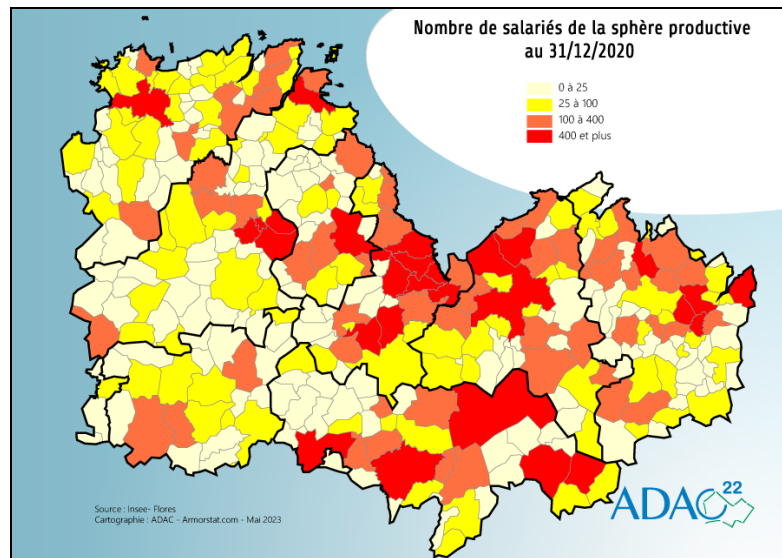 Nombre de salariés de la sphère productive
au 31/12/2020
0 à 25
25 à 100
100 à 400
400 et plus
Source : Insee- Flores
Cartographie : ADAC - Armorstat.com - Mai 2023
ADAC 22